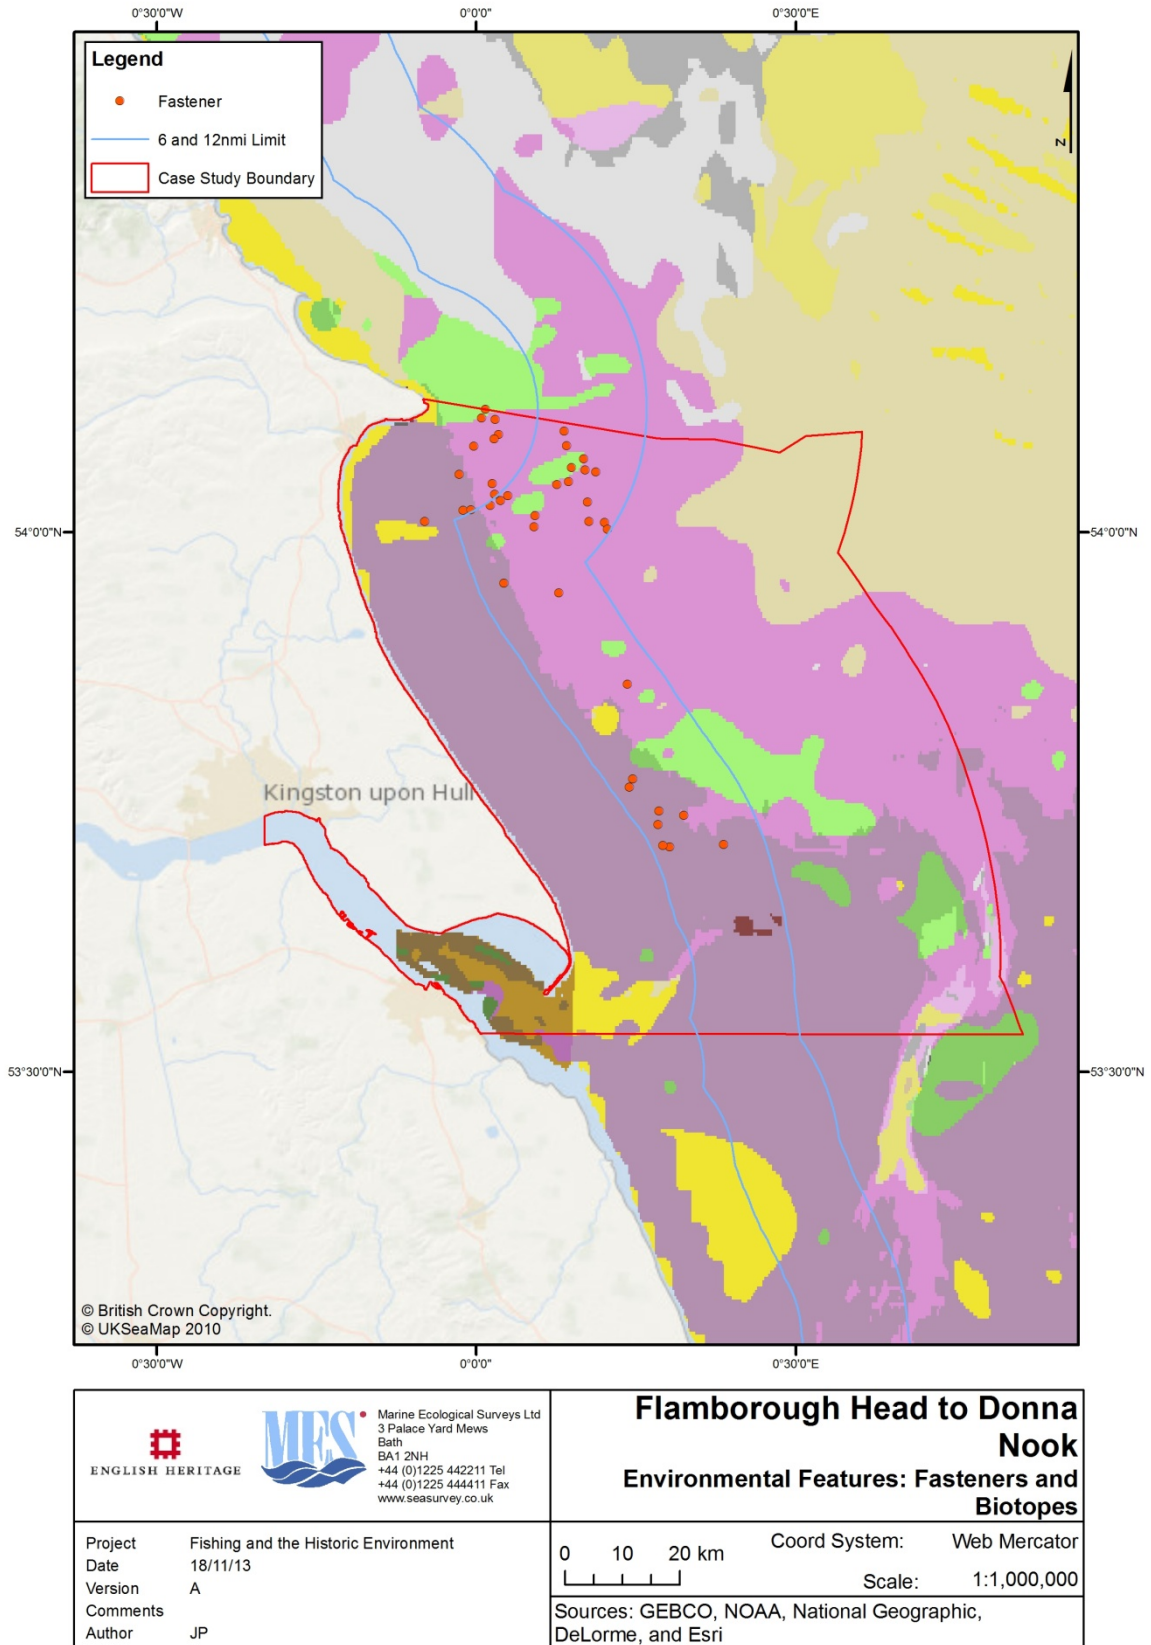 0°30'0"W 0°0'0" 0°30'0"E
Legend
Fastener
6 and 12nmi Limit
Case Study Boundary
N
54°0'0"N 54°0'0"N
Kingston upon Hull
53°30'0"N 53°30'0"N
© British Crown Copyright.
© UKSeaMap 2010
0°30'0"W 0°0'0" 0°30'0"E
ENGLISH HERITAGE
MES
Marine Ecological Surveys Ltd
3 Palace Yard Mews
Bath
BA1 2NH
+44 (0)1225 442211 Tel
+44 (0)1225 444411 Fax
www.seasurvey.co.uk
Flamborough Head to Donna
Nook
Environmental Features: Fasteners and
Biotopes
Project Fishing and the Historic Environment
Date 18/11/13
Version A
Comments
Author JP
0 10 20 km
Coord System: Web Mercator
Scale: 1:1,000,000
Sources: GEBCO, NOAA, National Geographic,
DeLorme, and Esri